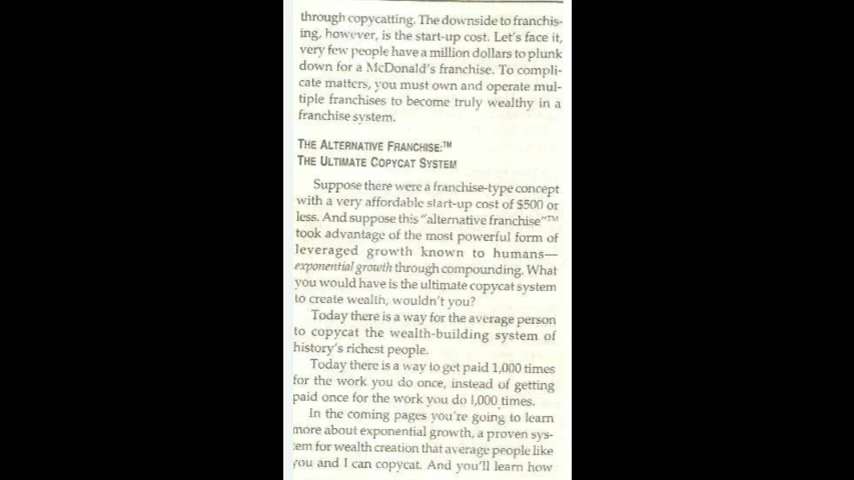 through copycatting. The downside to franchis-
ing, however, is the start-up cost. Let's face it,
very few people have a million dollars to plunk
down for a McDonald's franchise. To compli-
cate matters, you must own and operate mul-
tiple franchises to become truly wealthy in a
franchise system.
THE ALTERNATIVE FRANCHISE:™
THE ULTIMATE COPYCAT SYSTEM
Suppose there were a franchise-type concept
with a very affordable start-up cost of $500 or
less. And suppose this "alternative franchise"™
took advantage of the most powerful form of
leveraged growth known to humans—
exponential growth through compounding. What
you would have is the ultimate copycat system
to create wealth, wouldn't you?
Today there is a way for the average person
to copycat the wealth-building system of
history's richest people.
Today there is a way to get paid 1,000 times
for the work you do once, instead of getting
paid once for the work you do 1,000 times.
In the coming pages you're going to learn
more about exponential growth, a proven sys-
tem for wealth creation that average people like
you and I can copycat. And you'll learn how